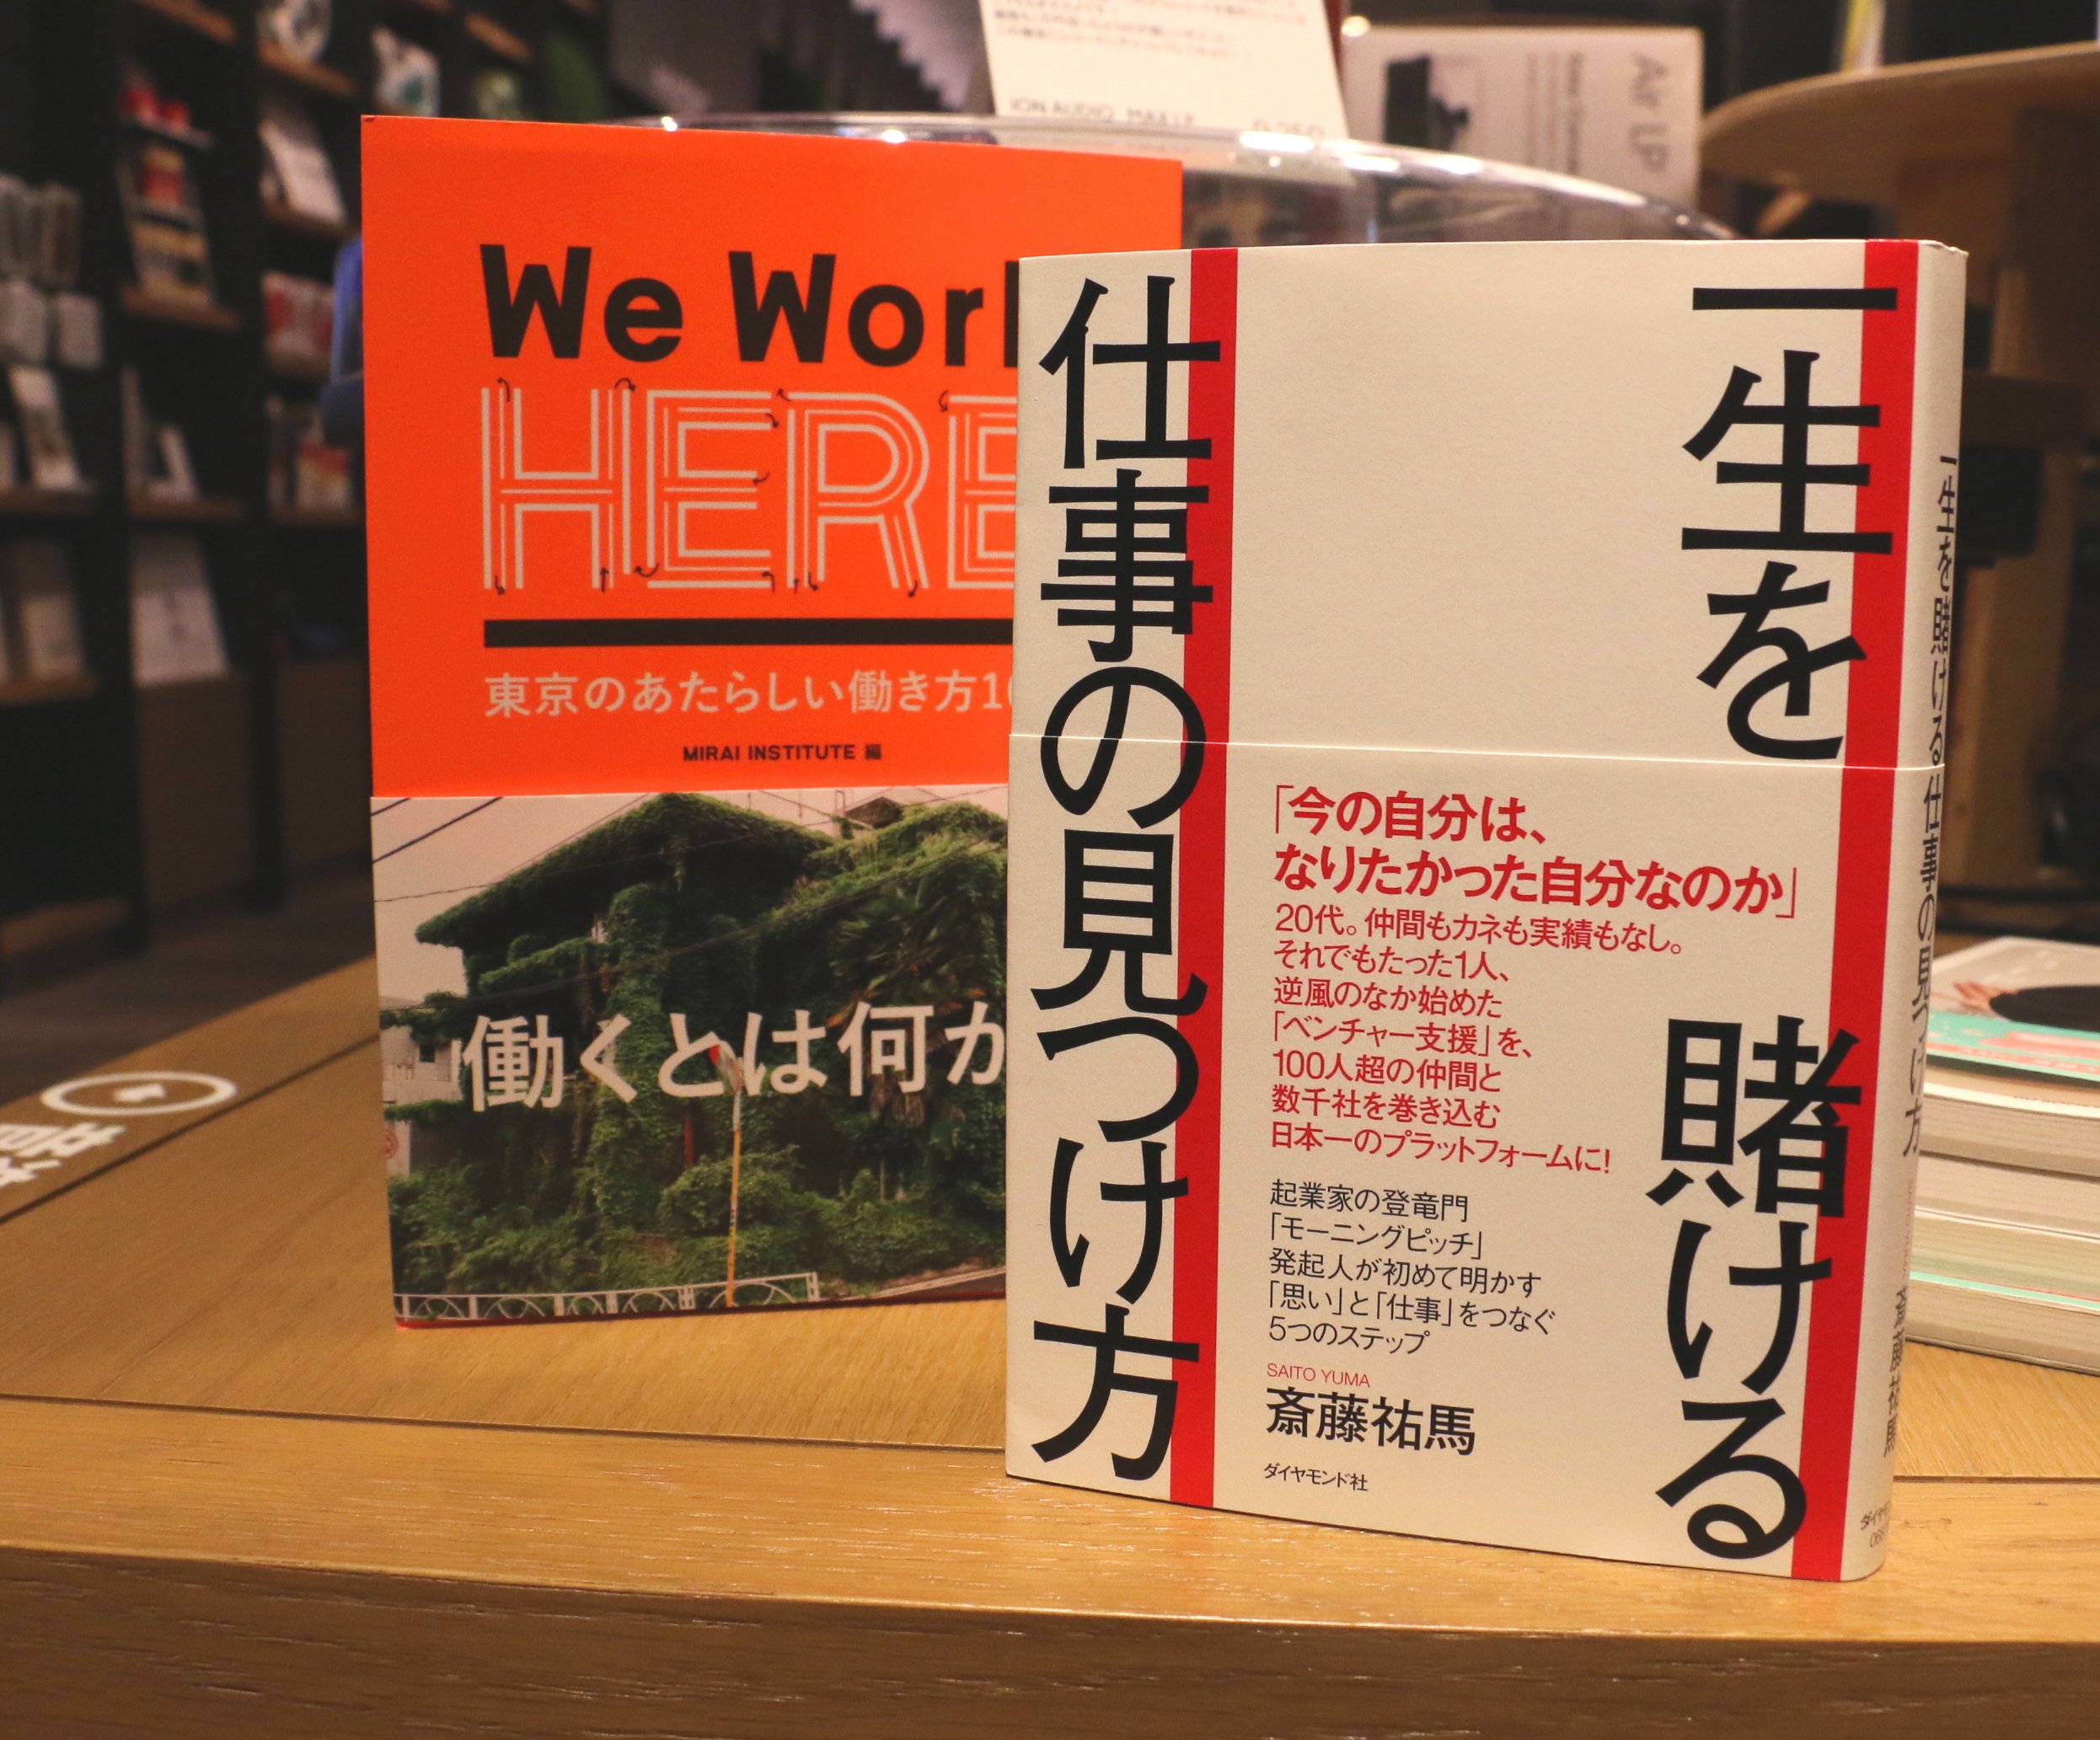 We Wor
HERE
東京のあたらしい働き方
MIRAI INSTITUTE 編
働くとは何か
一生を賭ける
仕事の見つけ方
「今の自分は、
なりたかった自分なのか」
20代。仲間もカネも実績もなし。
それでもたった1人、
逆風のなか始めた
「ベンチャー支援」を、
100人超の仲間と
数千社を巻き込む
日本一のプラットフォームに!
起業家の登竜門
「モーニングピッチ」
発起人が初めて明かす
「思い」と「仕事」をつなぐ
5つのステップ
SAITO YUMA
斎藤祐馬
ダイヤモンド社
一生を賭ける仕事の見つけ方
斎藤祐馬
ION AUDIO
Air LP